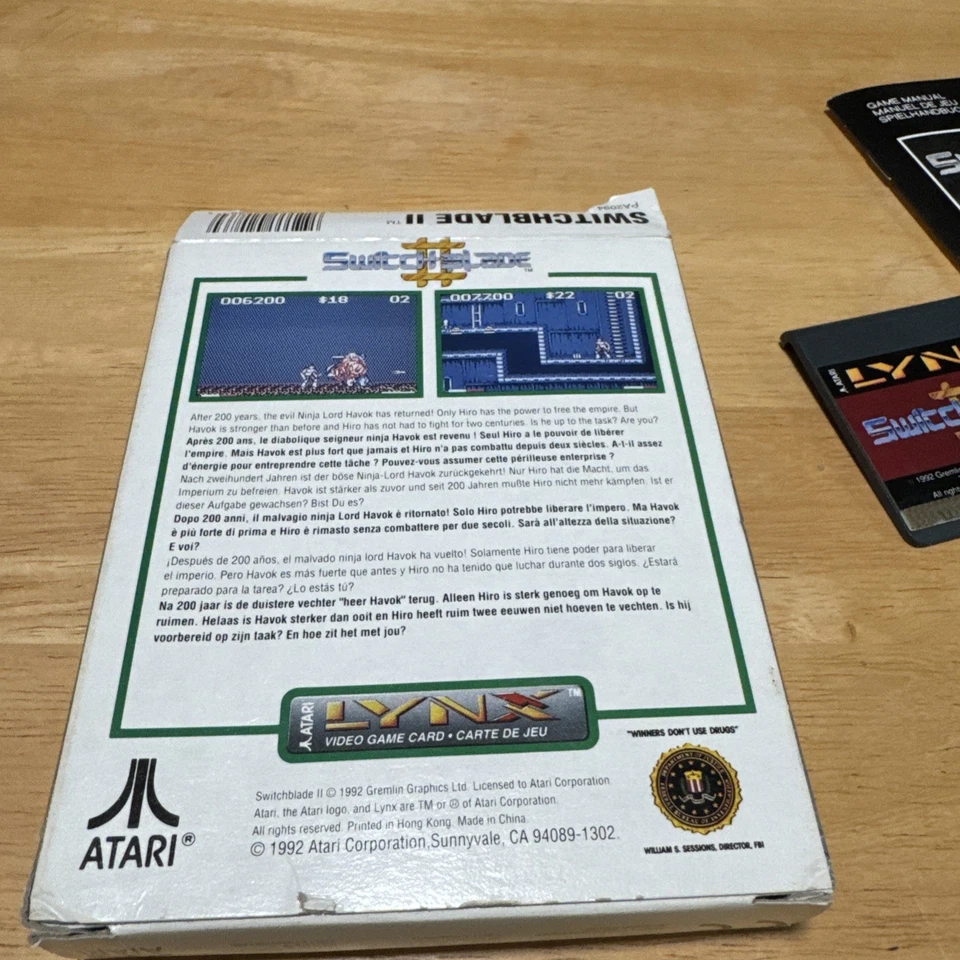 GAME MANUAL
MANUEL DE JEU
SPIELHANDBUC
PA2094
SWITCHBLADE II™
SwitchBlade II™
006200 $18 02
007700 $22 02
After 200 years, the evil Ninja Lord Havok has returned! Only Hiro has the power to free the empire. But
Havok is stronger than before and Hiro has not had to fight for two centuries. Is he up to the task? Are you?
Après 200 ans, le diabolique seigneur ninja Havok est revenu ! Seul Hiro a le pouvoir de libérer
l'empire. Mais Havok est plus fort que jamais et Hiro n'a pas combattu depuis deux siècles. A-t-il assez
d'énergie pour entreprendre cette tâche ? Pouvez-vous assumer cette périlleuse enterprise ?
Nach zweihundert Jahren ist der böse Ninja-Lord Havok zurückgekehrt! Nur Hiro hat die Macht, um das
Imperium zu befreien. Havok ist stärker als zuvor und seit 200 Jahren mußte Hiro nicht mehr kämpfen. Ist er
dieser Aufgabe gewachsen? Bist Du es?
Dopo 200 anni, il malvagio ninja Lord Havok è ritornato! Solo Hiro potrebbe liberare l'impero. Ma Havok
è più forte di prima e Hiro è rimasto senza combattere per due secoli. Sarà all'altezza della situazione?
E voi?
¡Después de 200 años, el malvado ninja lord Havok ha vuelto! Solamente Hiro tiene poder para liberar
el imperio. Pero Havok es más fuerte que antes y Hiro no ha tenido que luchar durante dos siglos. ¿Estará
preparado para la tarea? ¿Lo estás tú?
Na 200 jaar is de duistere vechter "heer Havok" terug. Alleen Hiro is sterk genoeg om Havok op te
ruimen. Helaas is Havok sterker dan ooit en Hiro heeft ruim twee eeuwen niet hoeven te vechten. Is hij
voorbereid op zijn taak? En hoe zit het met jou?
ATARI LYNX™
VIDEO GAME CARD • CARTE DE JEU
"WINNERS DON'T USE DRUGS"
Switchblade II © 1992 Gremlin Graphics Ltd. Licensed to Atari Corporation.
Atari, the Atari logo, and Lynx are TM or ® of Atari Corporation.
All rights reserved. Printed in Hong Kong. Made in China.
© 1992 Atari Corporation,Sunnyvale, CA 94089-1302.
ATARI®
WILLIAM S. SESSIONS, DIRECTOR, FBI
ATARI LYN
Switch
© 1992 Greml
All righ